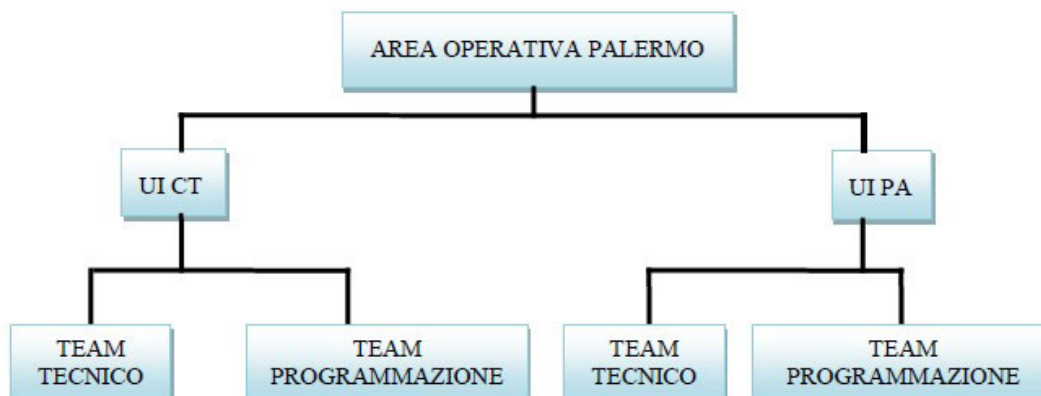 AREA OPERATIVA PALERMO
UI CT
UI PA
TEAM
TECNICO
TEAM
PROGRAMMAZIONE
TEAM
TECNICO
TEAM
PROGRAMMAZIONE